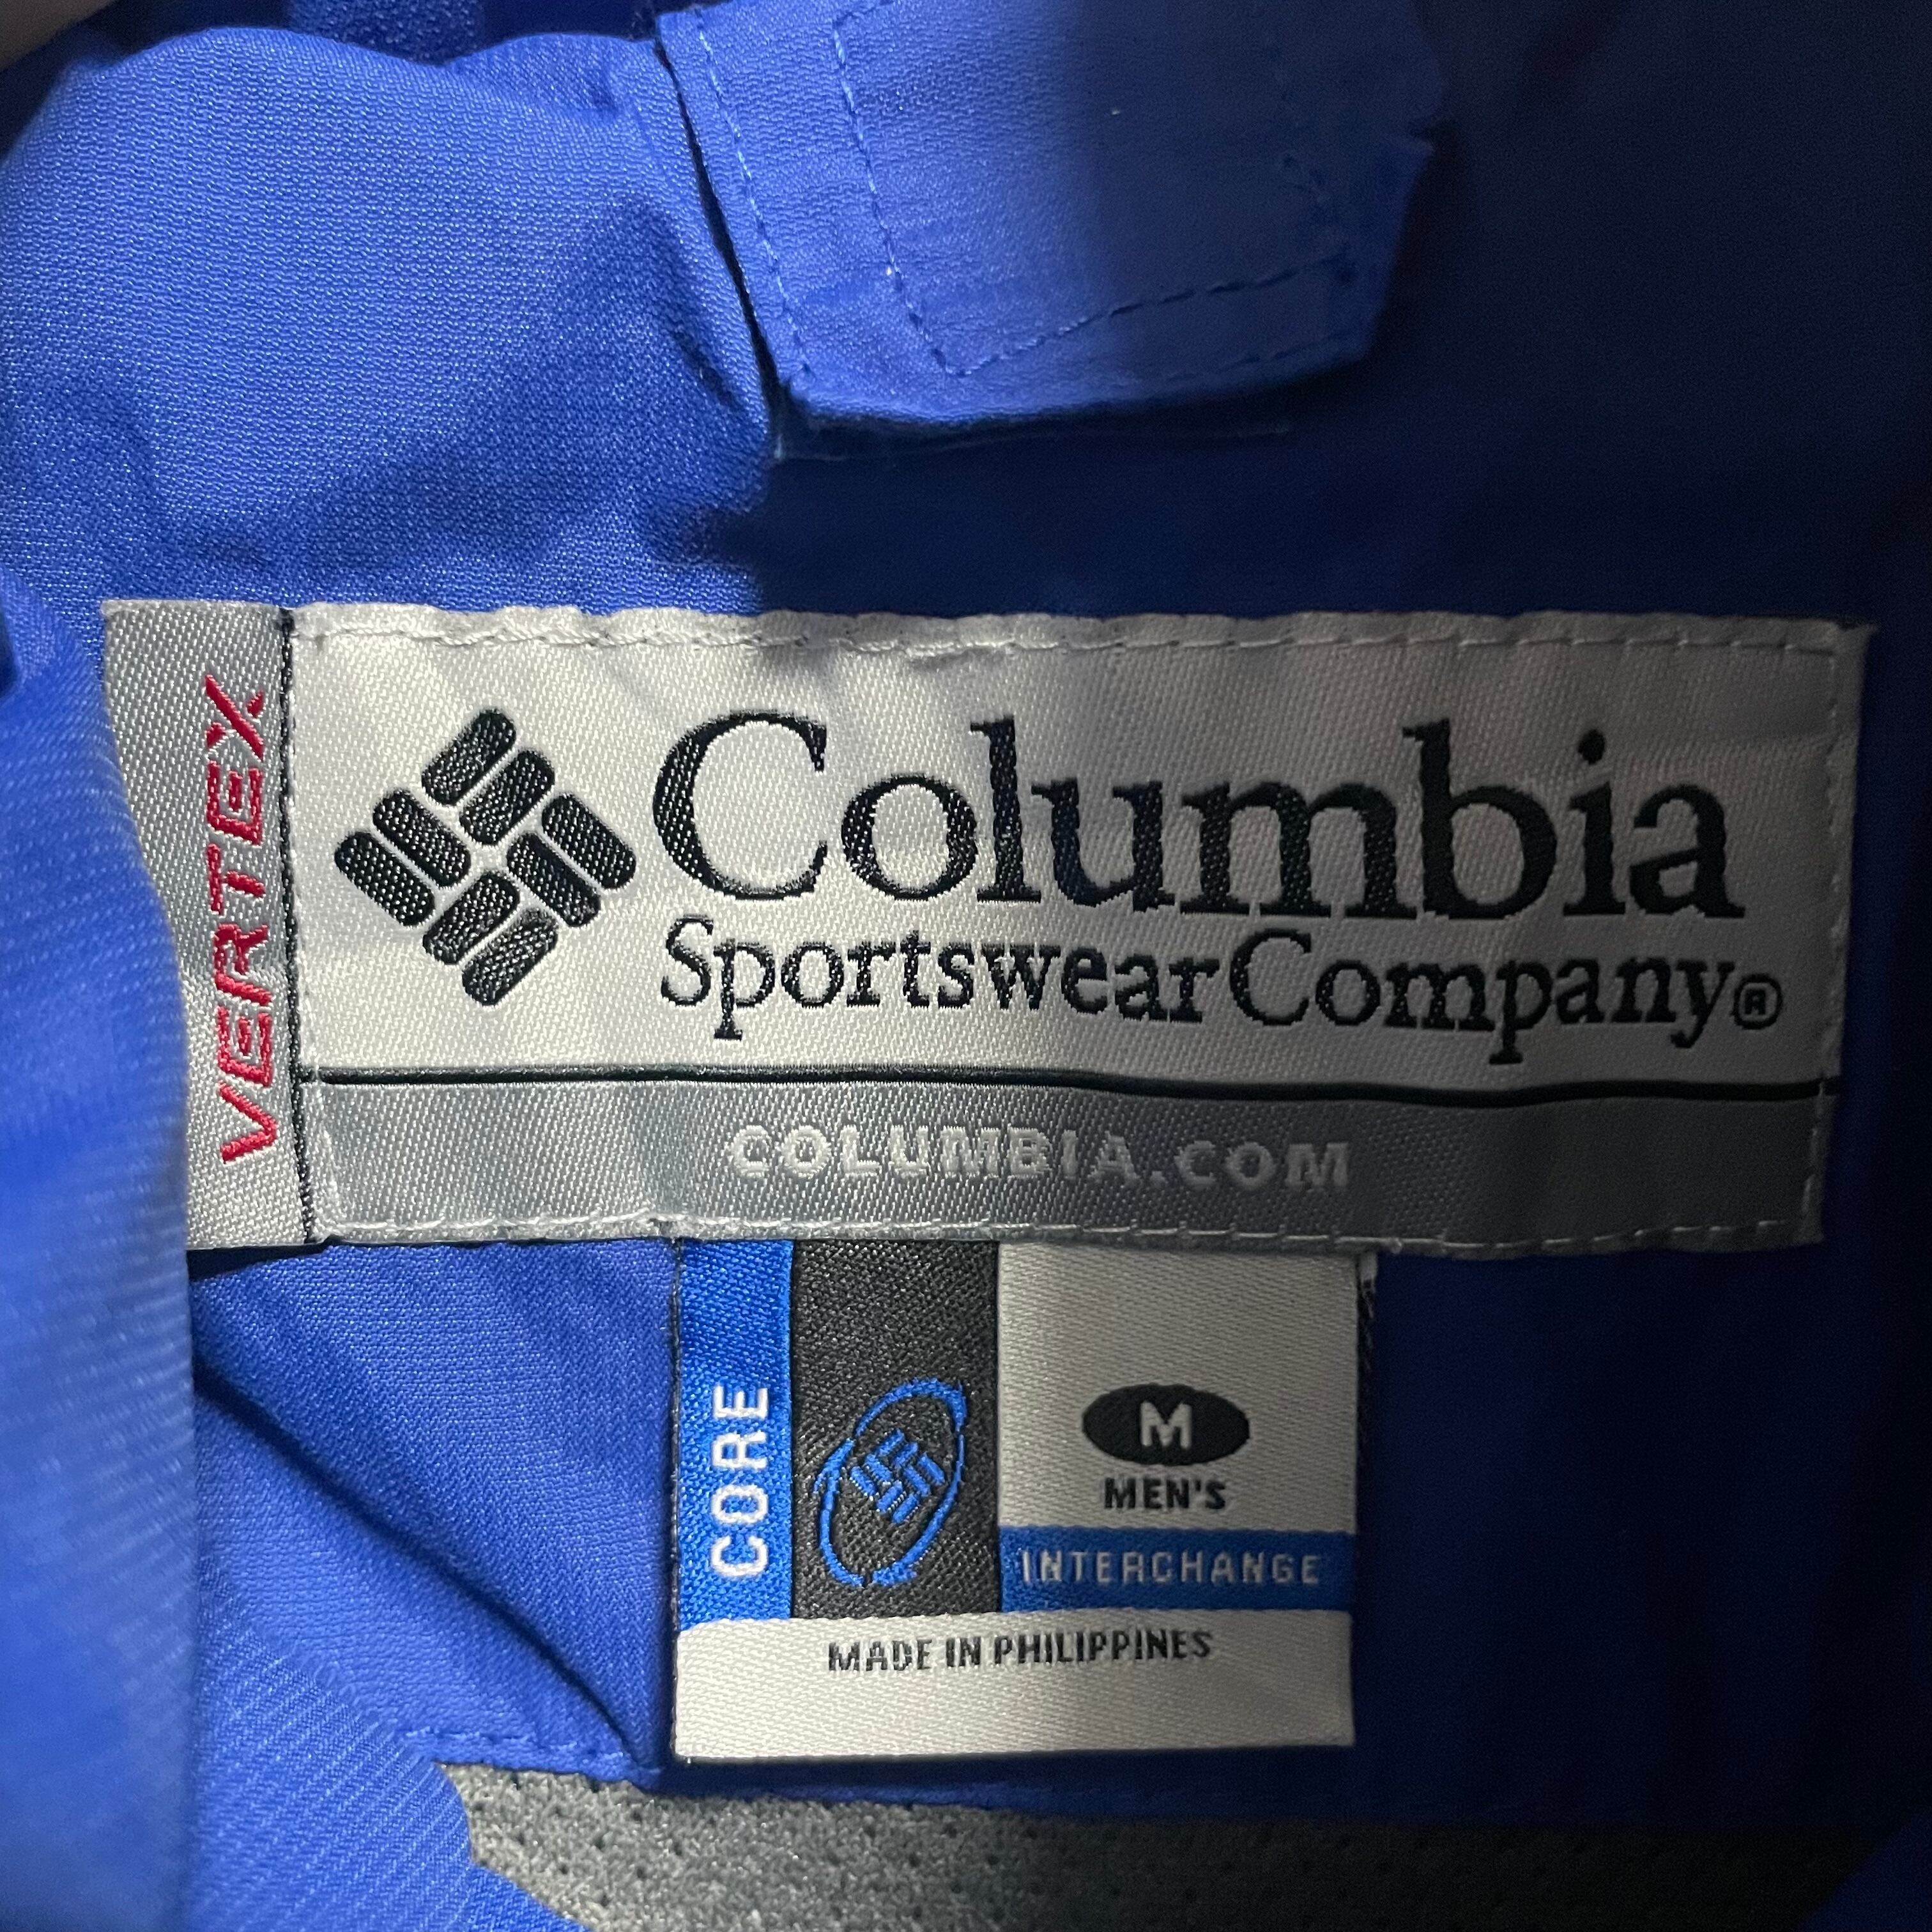 VERTEX
Columbia
Sportswear Company®
COLUMBIA.COM
CORE
M
MEN'S
INTERCHANGE
MADE IN PHILIPPINES